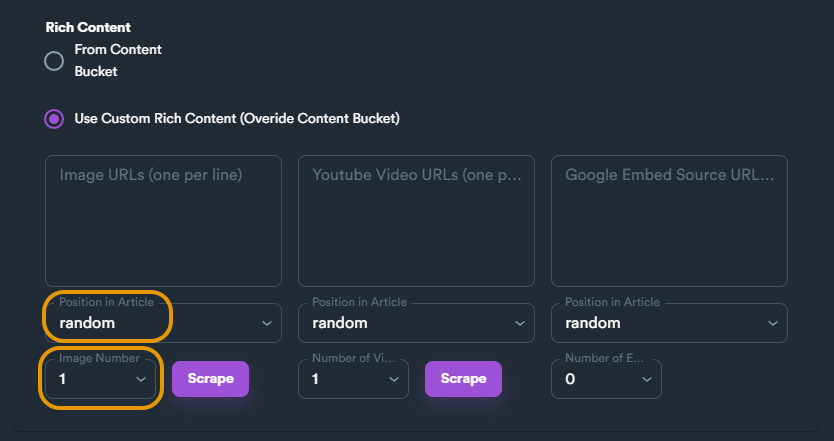 Rich Content
From Content
Bucket
Use Custom Rich Content (Overide Content Bucket)
Image URLs (one per line)
Youtube Video URLs (one p...
Google Embed Source URL...
Position in Article
random
Position in Article
random
Position in Article
random
Image Number
1
Scrape
Number of Vi...
1
Scrape
Number of E...
0